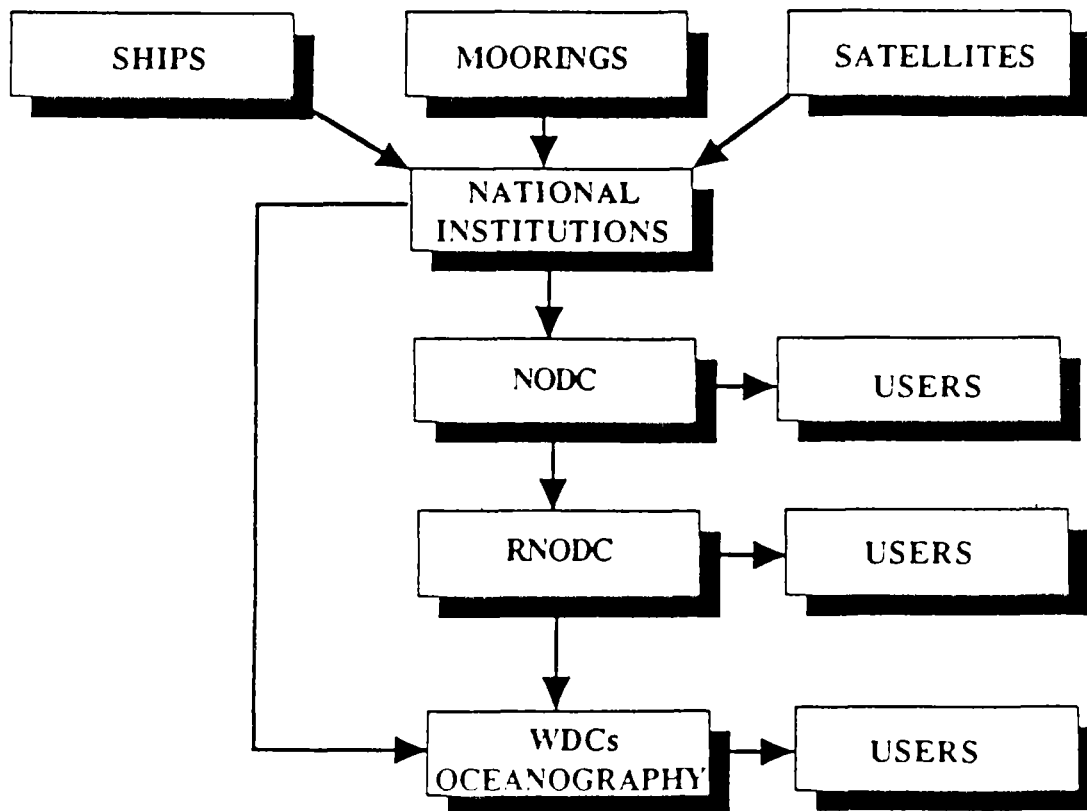 SHIPS
MOORINGS
SATELLITES
NATIONAL
INSTITUTIONS
NODC
USERS
RNODC
USERS
WDCs
OCEANOGRAPHY
USERS